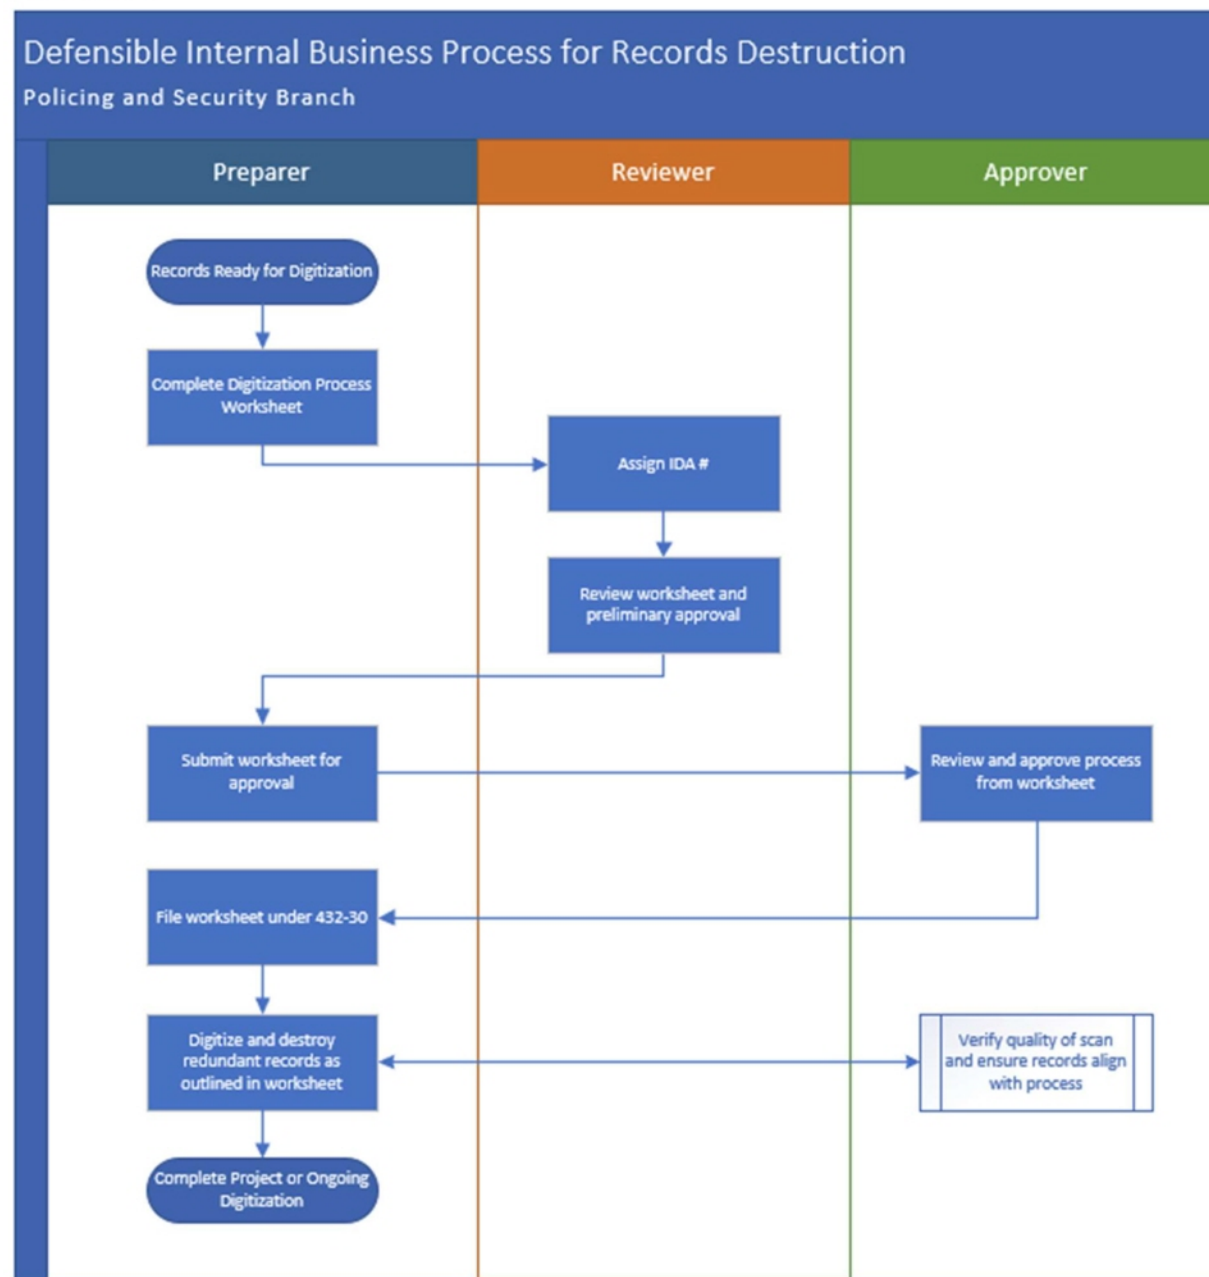 Defensible Internal Business Process for Records Destruction
Policing and Security Branch
Preparer
Reviewer
Approver
Records Ready for Digitization
Complete Digitization Process
Worksheet
Assign IDA #
Review worksheet and
preliminary approval
Submit worksheet for
approval
Review and approve process
from worksheet
File worksheet under 432-30
Digitize and destroy
redundant records as
outlined in worksheet
Verify quality of scan
and ensure records align
with process
Complete Project or Ongoing
Digitization